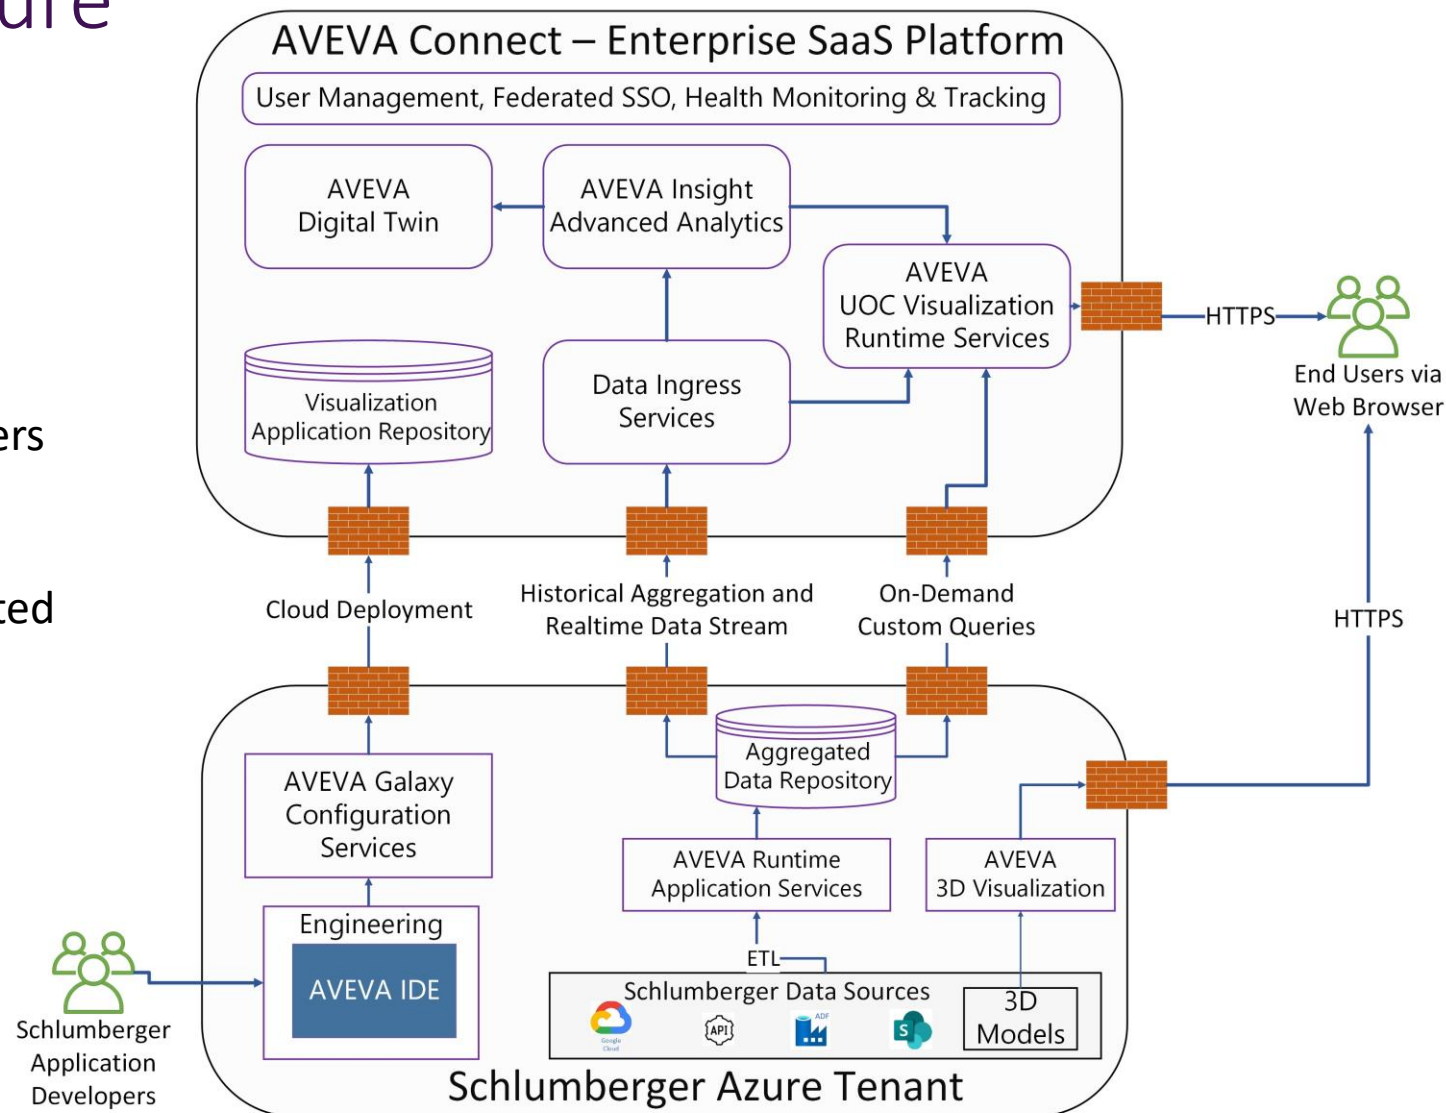 ure
AVEVA Connect – Enterprise SaaS Platform
User Management, Federated SSO, Health Monitoring & Tracking
AVEVA
Digital Twin
AVEVA Insight
Advanced Analytics
AVEVA
UOC Visualization
Runtime Services
HTTPS
End Users via
Web Browser
Visualization
Application Repository
Data Ingress
Services
ers
ted
Cloud Deployment
Historical Aggregation and
Realtime Data Stream
On-Demand
Custom Queries
HTTPS
AVEVA Galaxy
Configuration
Services
Aggregated
Data Repository
AVEVA Runtime
Application Services
AVEVA
3D Visualization
Engineering
AVEVA IDE
ETL
Schlumberger Data Sources
Google
Cloud
API
ADF
S
3D
Models
Schlumberger
Application
Developers
Schlumberger Azure Tenant